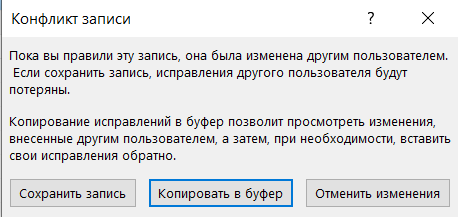 Конфликт записи
?
Пока вы правили эту запись, она была изменена другим пользователем.
Если сохранить запись, исправления другого пользователя будут
потеряны.
Копирование исправлений в буфер позволит просмотреть изменения,
внесенные другим пользователем, а затем, при необходимости, вставить
свои исправления обратно.
Сохранить запись Копировать в буфер Отменить изменения